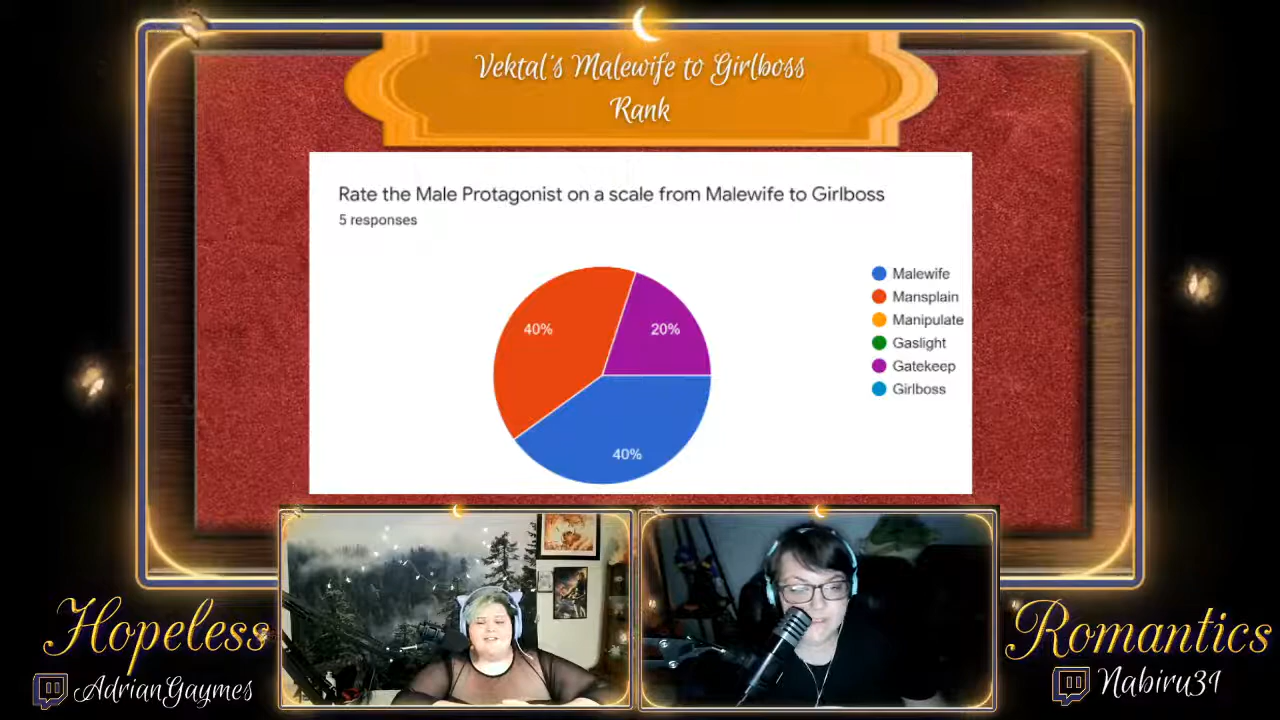 Vektal's Malewife to Girlboss
Rank
Rate the Male Protagonist on a scale from Malewife to Girlboss
5 responses
40%
20%
40%
Malewife
Mansplain
Manipulate
Gaslight
Gatekeep
Girlboss
Hopeless
AdrianGaymes
Romantics
Nabiru31